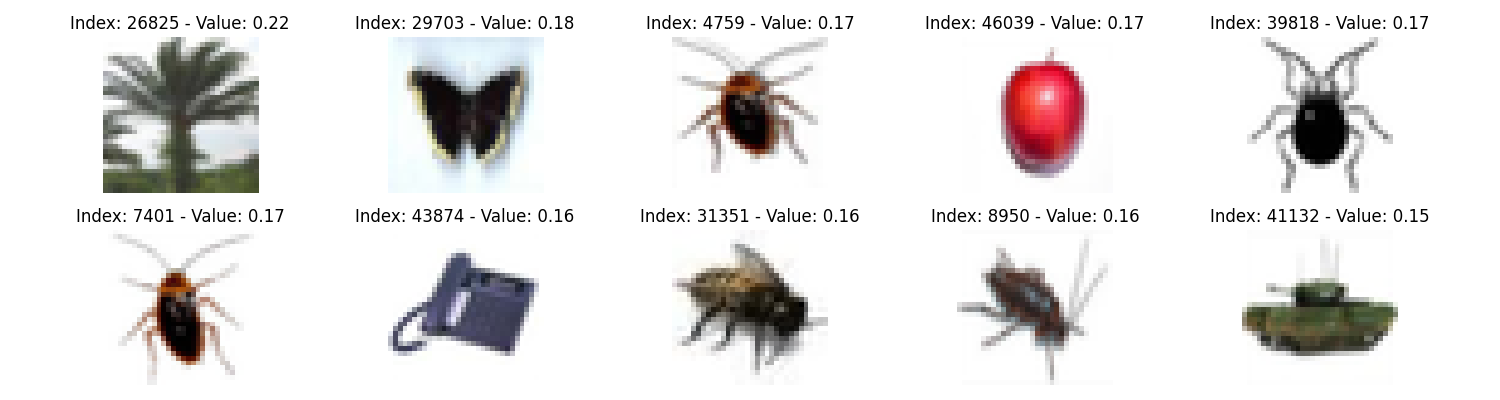 Index: 26825 - Value: 0.22
Index: 29703 - Value: 0.18
Index: 4759 - Value: 0.17
Index: 46039 - Value: 0.17
Index: 39818 - Value: 0.17
Index: 7401 - Value: 0.17
Index: 43874 - Value: 0.16
Index: 31351 - Value: 0.16
Index: 8950 - Value: 0.16
Index: 41132 - Value: 0.15